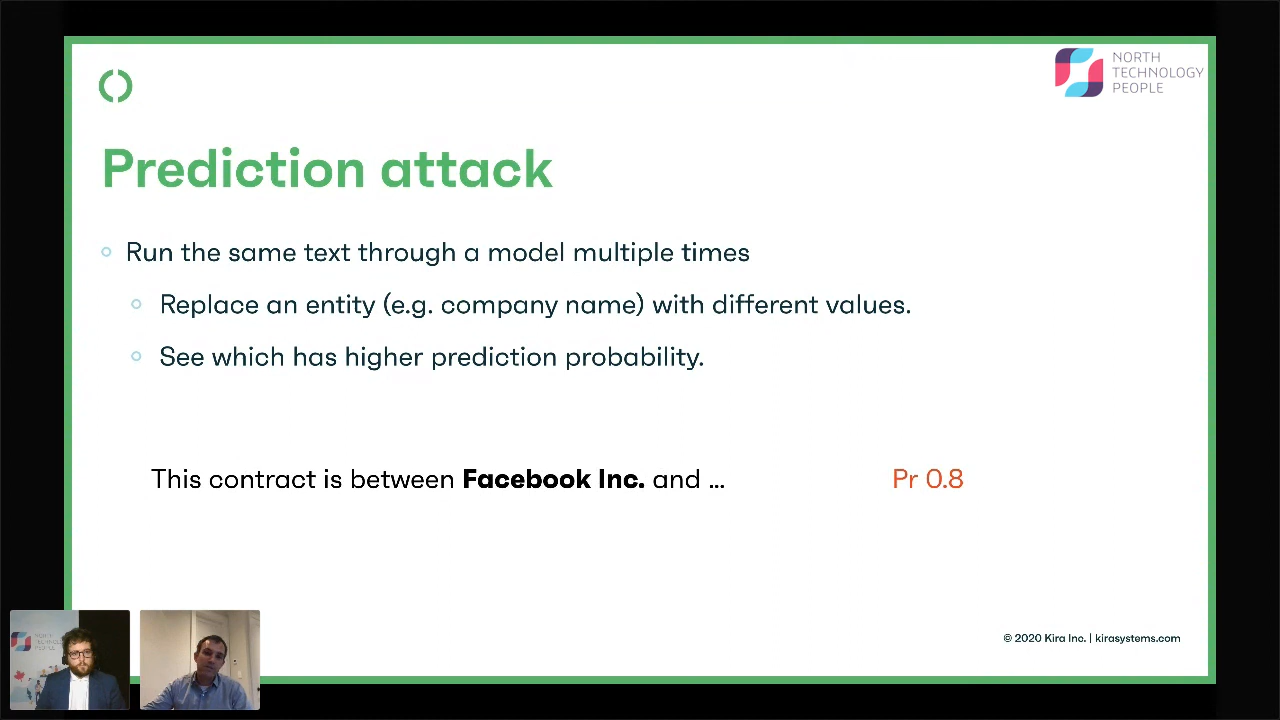 NORTH
TECHNOLOGY
PEOPLE
Prediction attack
Run the same text through a model multiple times
Replace an entity (e.g. company name) with different values.
See which has higher prediction probability.
This contract is between Facebook Inc. and ... Pr 0.8
© 2020 Kira Inc. | kirasystems.com